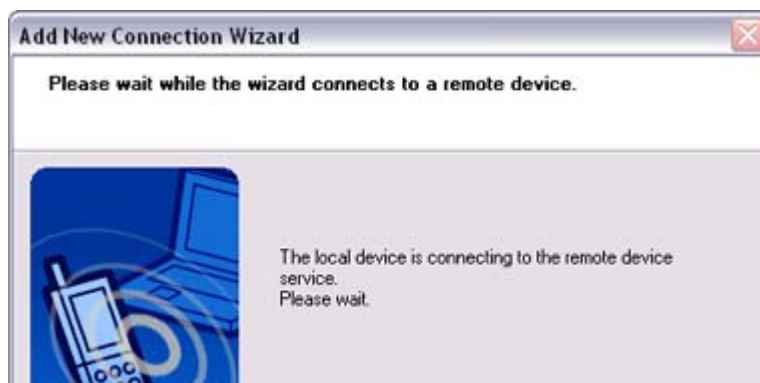 Add New Connection Wizard
Please wait while the wizard connects to a remote device.
The local device is connecting to the remote device
service.
Please wait.